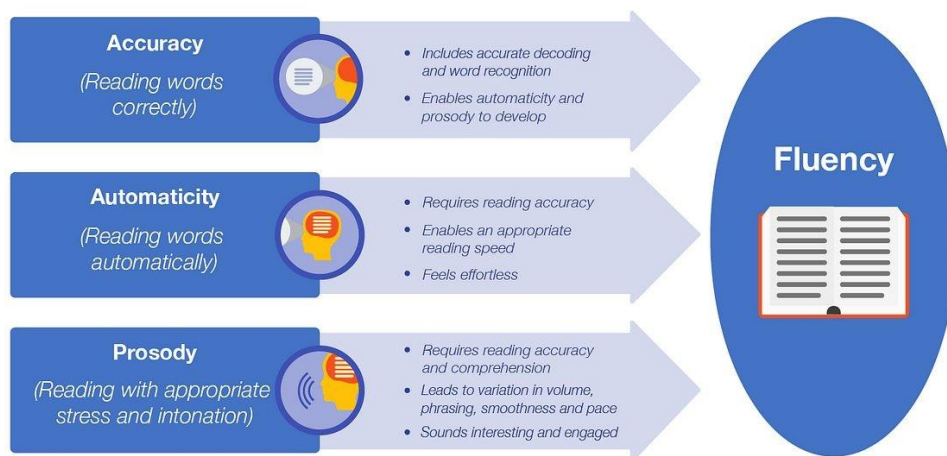 Accuracy
(Reading words
correctly)
• Includes accurate decoding
and word recognition
• Enables automaticity and
prosody to develop
Automaticity
(Reading words
automatically)
• Requires reading accuracy
• Enables an appropriate
reading speed
• Feels effortless
Prosody
(Reading with appropriate
stress and intonation)
• Requires reading accuracy
and comprehension
• Leads to variation in volume,
phrasing, smoothness and pace
• Sounds interesting and engaged
Fluency